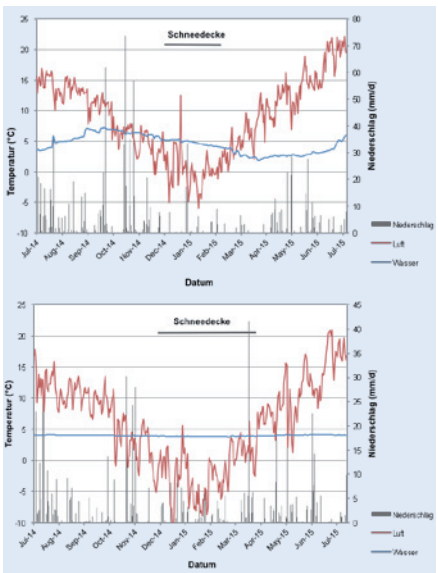 Schneedecke
Temperatur (°C)
25
20
15
10
5
0
-5
-10
Niederschlag (mm/d)
80
70
60
50
40
30
20
10
0
Jul-14
Aug-14
Sep-14
Oct-14
Nov-14
Dec-14
Jan-15
Feb-15
Mar-15
Apr-15
May-15
Jun-15
Jul-15
Datum
Niederschlag
Luft
Wasser
Schneedecke
Temperatur (°C)
25
20
15
10
5
0
-5
-10
Niederschlag (mm/d)
45
40
35
30
25
20
15
10
5
0
Jul-14
Aug-14
Sep-14
Oct-14
Nov-14
Dec-14
Jan-15
Feb-15
Mar-15
Apr-15
May-15
Jun-15
Jul-15
Datum
Niederschlag
Luft
Wasser